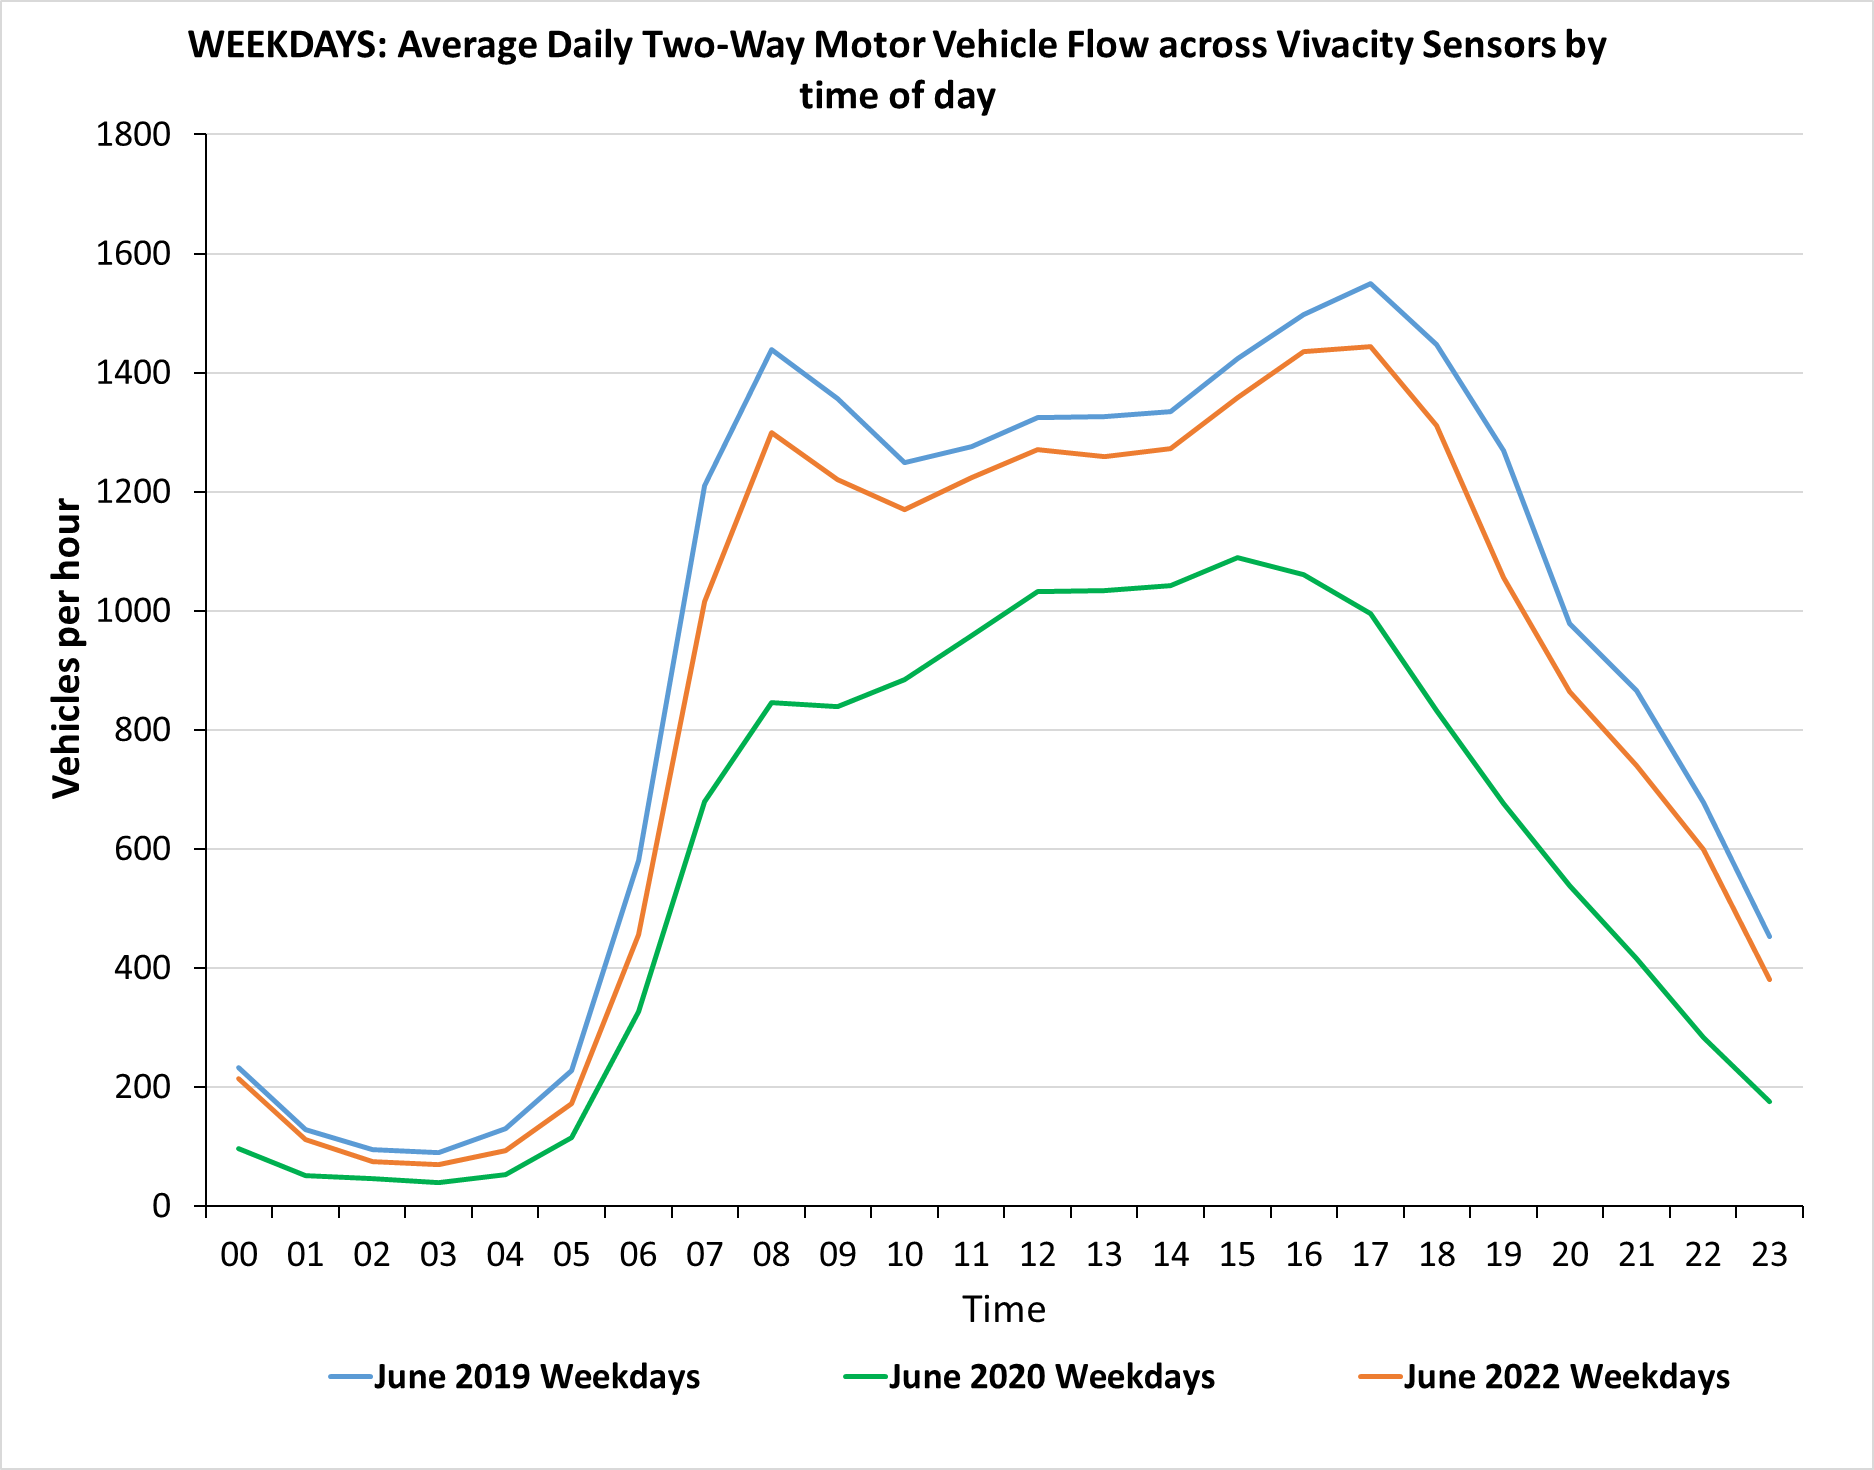 WEEKDAYS: Average Daily Two-Way Motor Vehicle Flow across Vivacity Sensors by
time of day
Vehicles per hour
1800
1600
1400
1200
1000
800
600
400
200
0
00 01 02 03 04 05 06 07 08 09 10 11 12 13 14 15 16 17 18 19 20 21 22 23
Time
June 2019 Weekdays June 2020 Weekdays June 2022 Weekdays